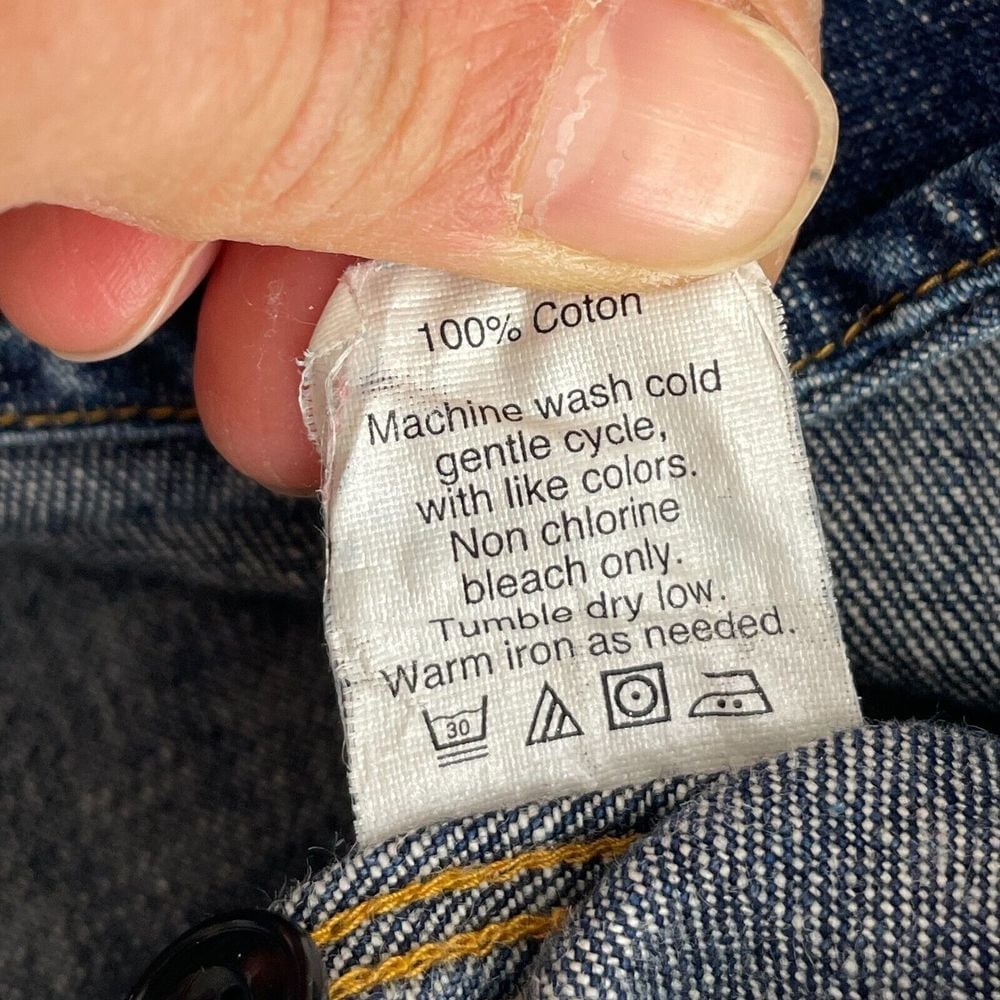 100% Coton
Machine wash cold
gentle cycle,
with like colors.
Non chlorine
bleach only.
Tumble dry low.
Warm iron as needed.
30